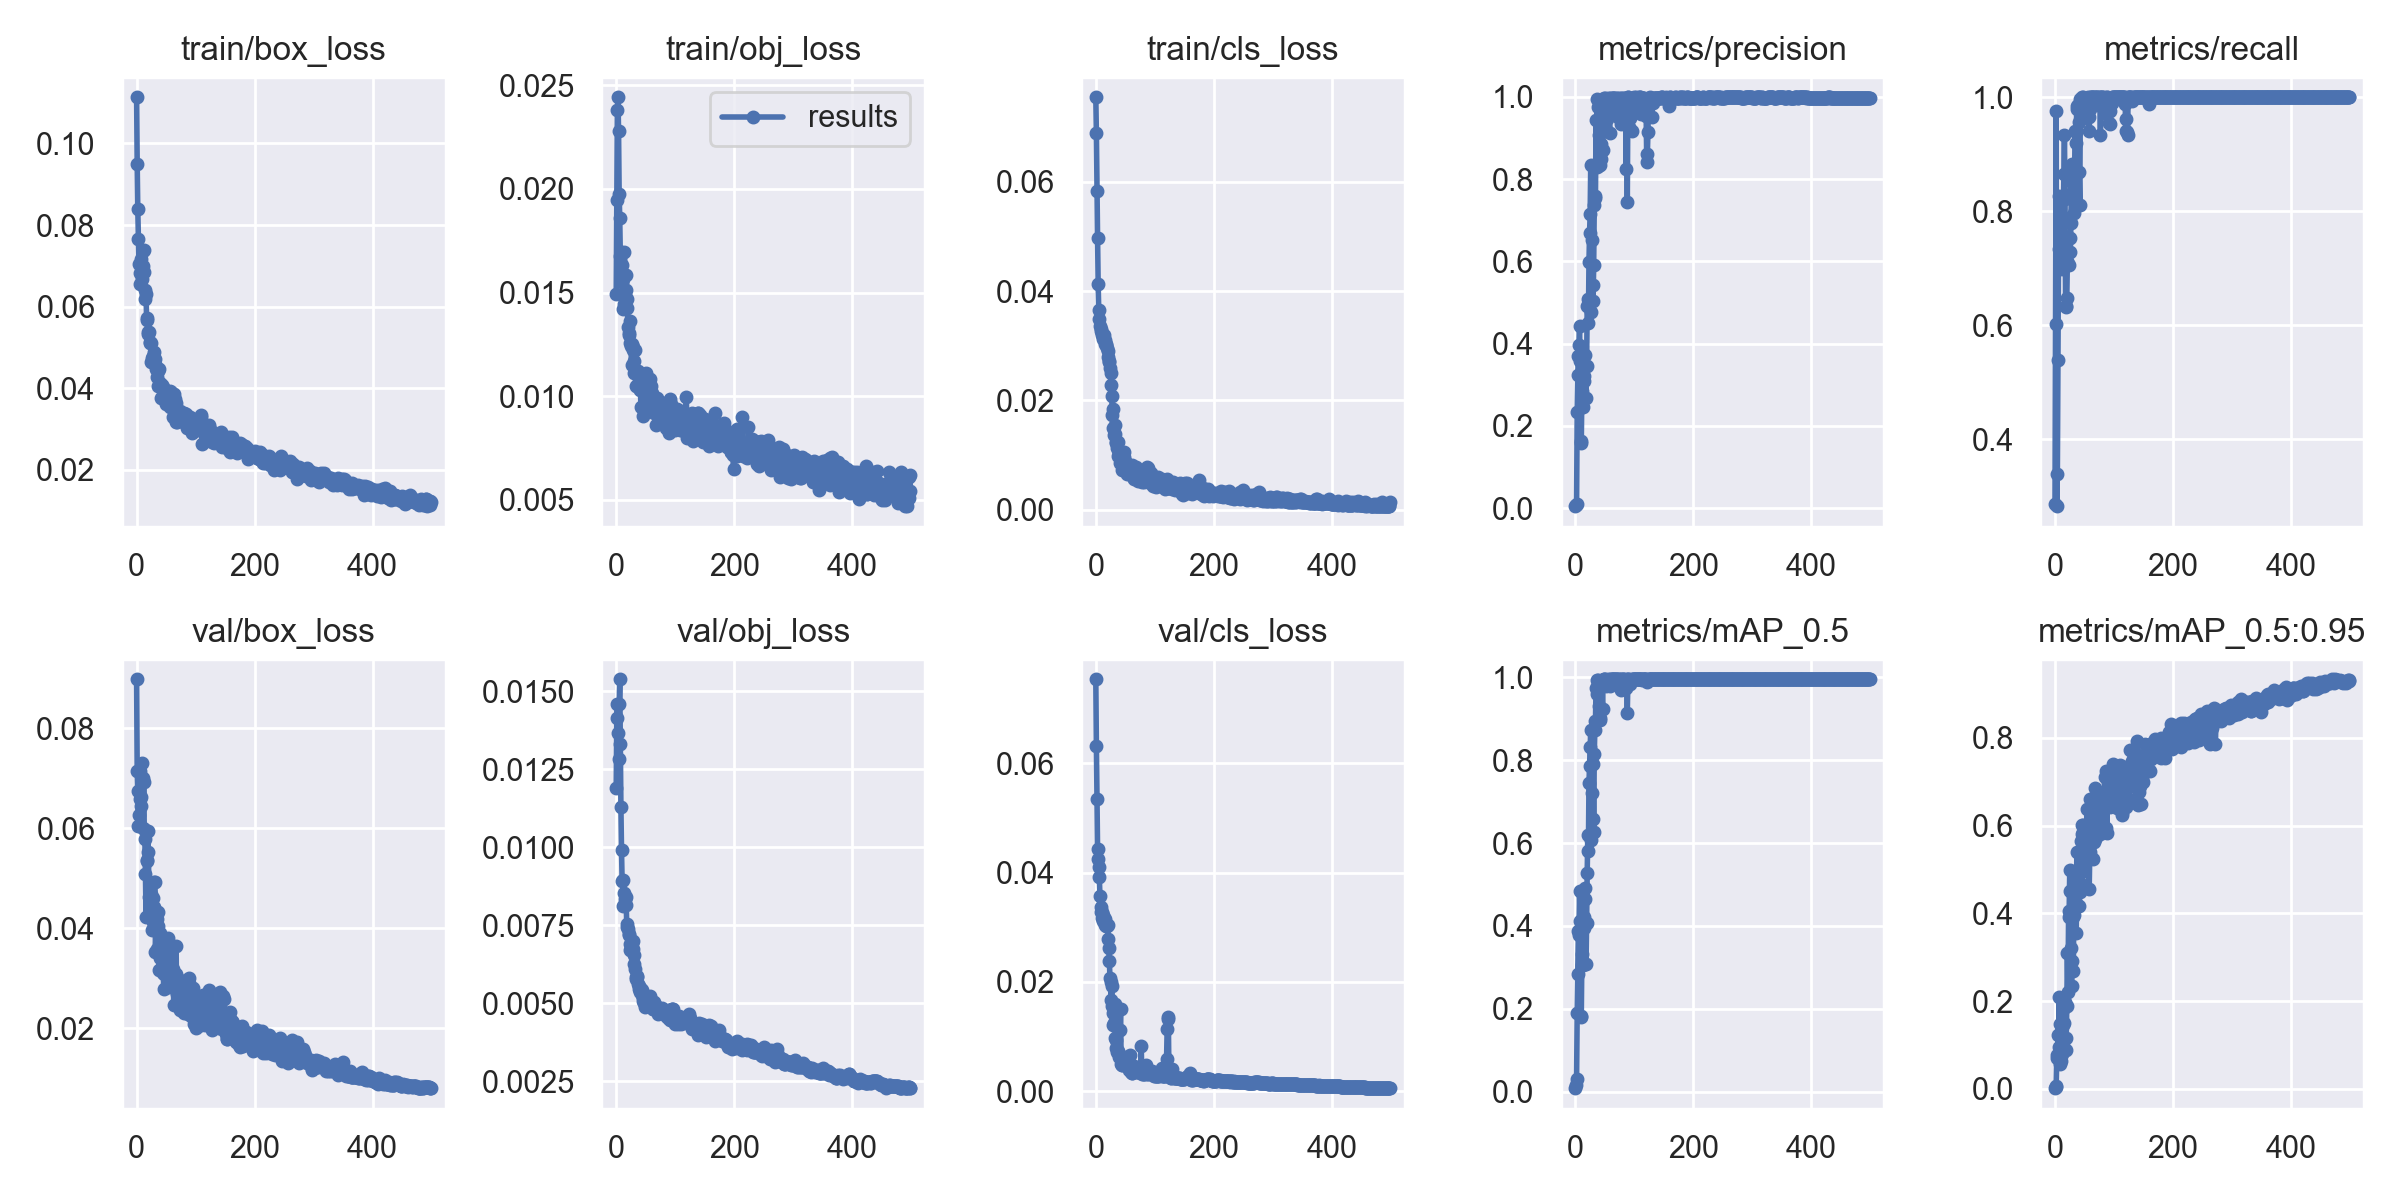 train/box_loss
train/obj_loss
train/cls_loss
metrics/precision
metrics/recall
0.10
0.08
0.06
0.04
0.02
0 200 400
0.025
0.020
0.015
0.010
0.005
results
0 200 400
0.06
0.04
0.02
0.00
0 200 400
1.0
0.8
0.6
0.4
0.2
0.0
0 200 400
1.0
0.8
0.6
0.4
0 200 400
val/box_loss
val/obj_loss
val/cls_loss
metrics/mAP_0.5
metrics/mAP_0.5:0.95
0.08
0.06
0.04
0.02
0 200 400
0.0150
0.0125
0.0100
0.0075
0.0050
0.0025
0 200 400
0.06
0.04
0.02
0.00
0 200 400
1.0
0.8
0.6
0.4
0.2
0.0
0 200 400
0.8
0.6
0.4
0.2
0.0
0 200 400